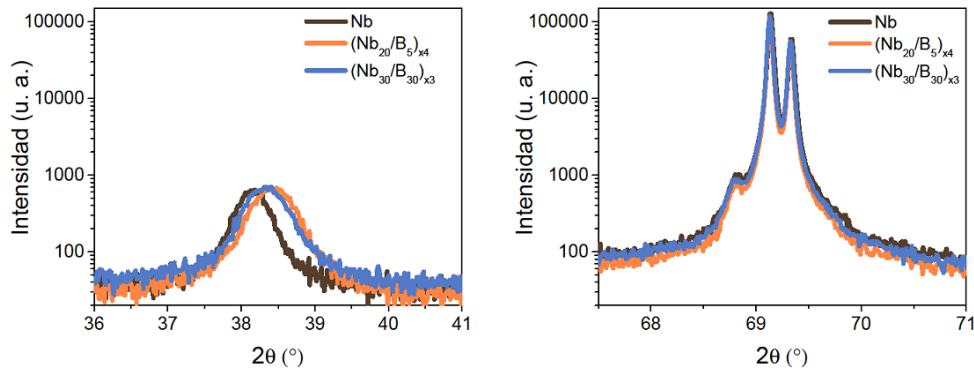 100000
10000
1000
100
Intensidad (u. a.)
Nb
(Nb₂₀/B₅)ₓ₄
(Nb₃₀/B₃₀)ₓ₃
36 37 38 39 40 41
2θ (°)
100000
10000
1000
100
Intensidad (u. a.)
Nb
(Nb₂₀/B₅)ₓ₄
(Nb₃₀/B₃₀)ₓ₃
68 69 70 71
2θ (°)